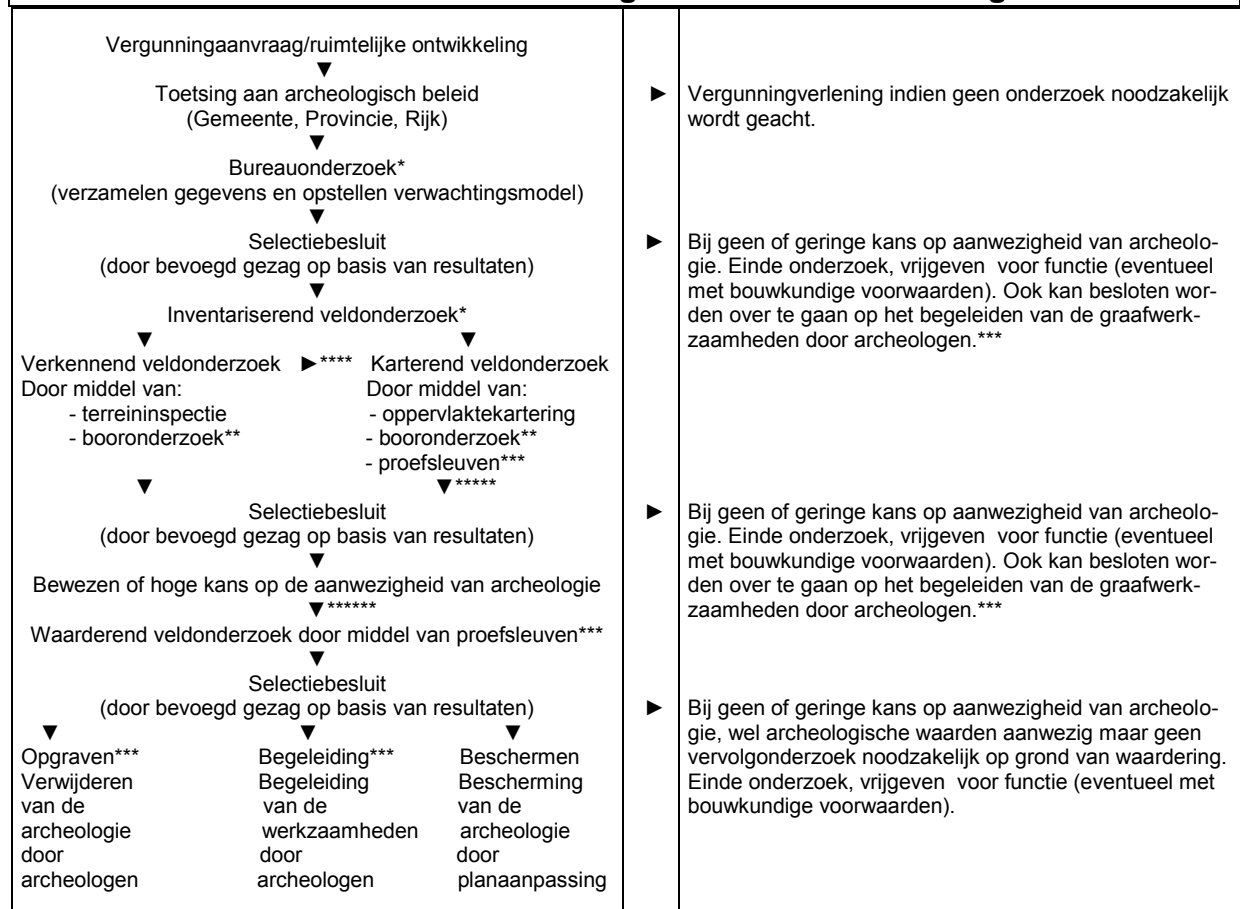 Vergunningaanvraag/ruimtelijke ontwikkeling
▼
Toetsing aan archeologisch beleid
(Gemeente, Provincie, Rijk)
► Vergunningverlening indien geen onderzoek noodzakelijk
wordt geacht.
▼
Bureauonderzoek*
(verzamelen gegevens en opstellen verwachtingsmodel)
▼
Selectiebesluit
(door bevoegd gezag op basis van resultaten)
► Bij geen of geringe kans op aanwezigheid van archeolo-
gie. Einde onderzoek, vrijgeven voor functie (eventueel
met bouwkundige voorwaarden). Ook kan besloten wor-
den over te gaan op het begeleiden van de graafwerk-
zaamheden door archeologen.***
▼
Inventariserend veldonderzoek*
▼ ▼
Verkennend veldonderzoek ►**** Karterend veldonderzoek
Door middel van: Door middel van:
- terreininspectie - oppervlaktekartering
- booronderzoek** - booronderzoek**
- proefsleuven***
▼ ▼*****
Selectiebesluit
(door bevoegd gezag op basis van resultaten)
► Bij geen of geringe kans op aanwezigheid van archeolo-
gie. Einde onderzoek, vrijgeven voor functie (eventueel
met bouwkundige voorwaarden). Ook kan besloten wor-
den over te gaan op het begeleiden van de graafwerk-
zaamheden door archeologen.***
▼
Bewezen of hoge kans op de aanwezigheid van archeologie
▼******
Waarderend veldonderzoek door middel van proefsleuven***
▼
Selectiebesluit
(door bevoegd gezag op basis van resultaten)
► Bij geen of geringe kans op aanwezigheid van archeolo-
gie, wel archeologische waarden aanwezig maar geen
vervolgonderzoek noodzakelijk op grond van waardering.
Einde onderzoek, vrijgeven voor functie (eventueel met
bouwkundige voorwaarden).
▼ ▼ ▼
Opgraven*** Begeleiding*** Beschermen
Verwijderen Begeleiding Bescherming
van de van de van de
archeologie werkzaamheden archeologie
door door door
archeologen archeologen planaanpassing